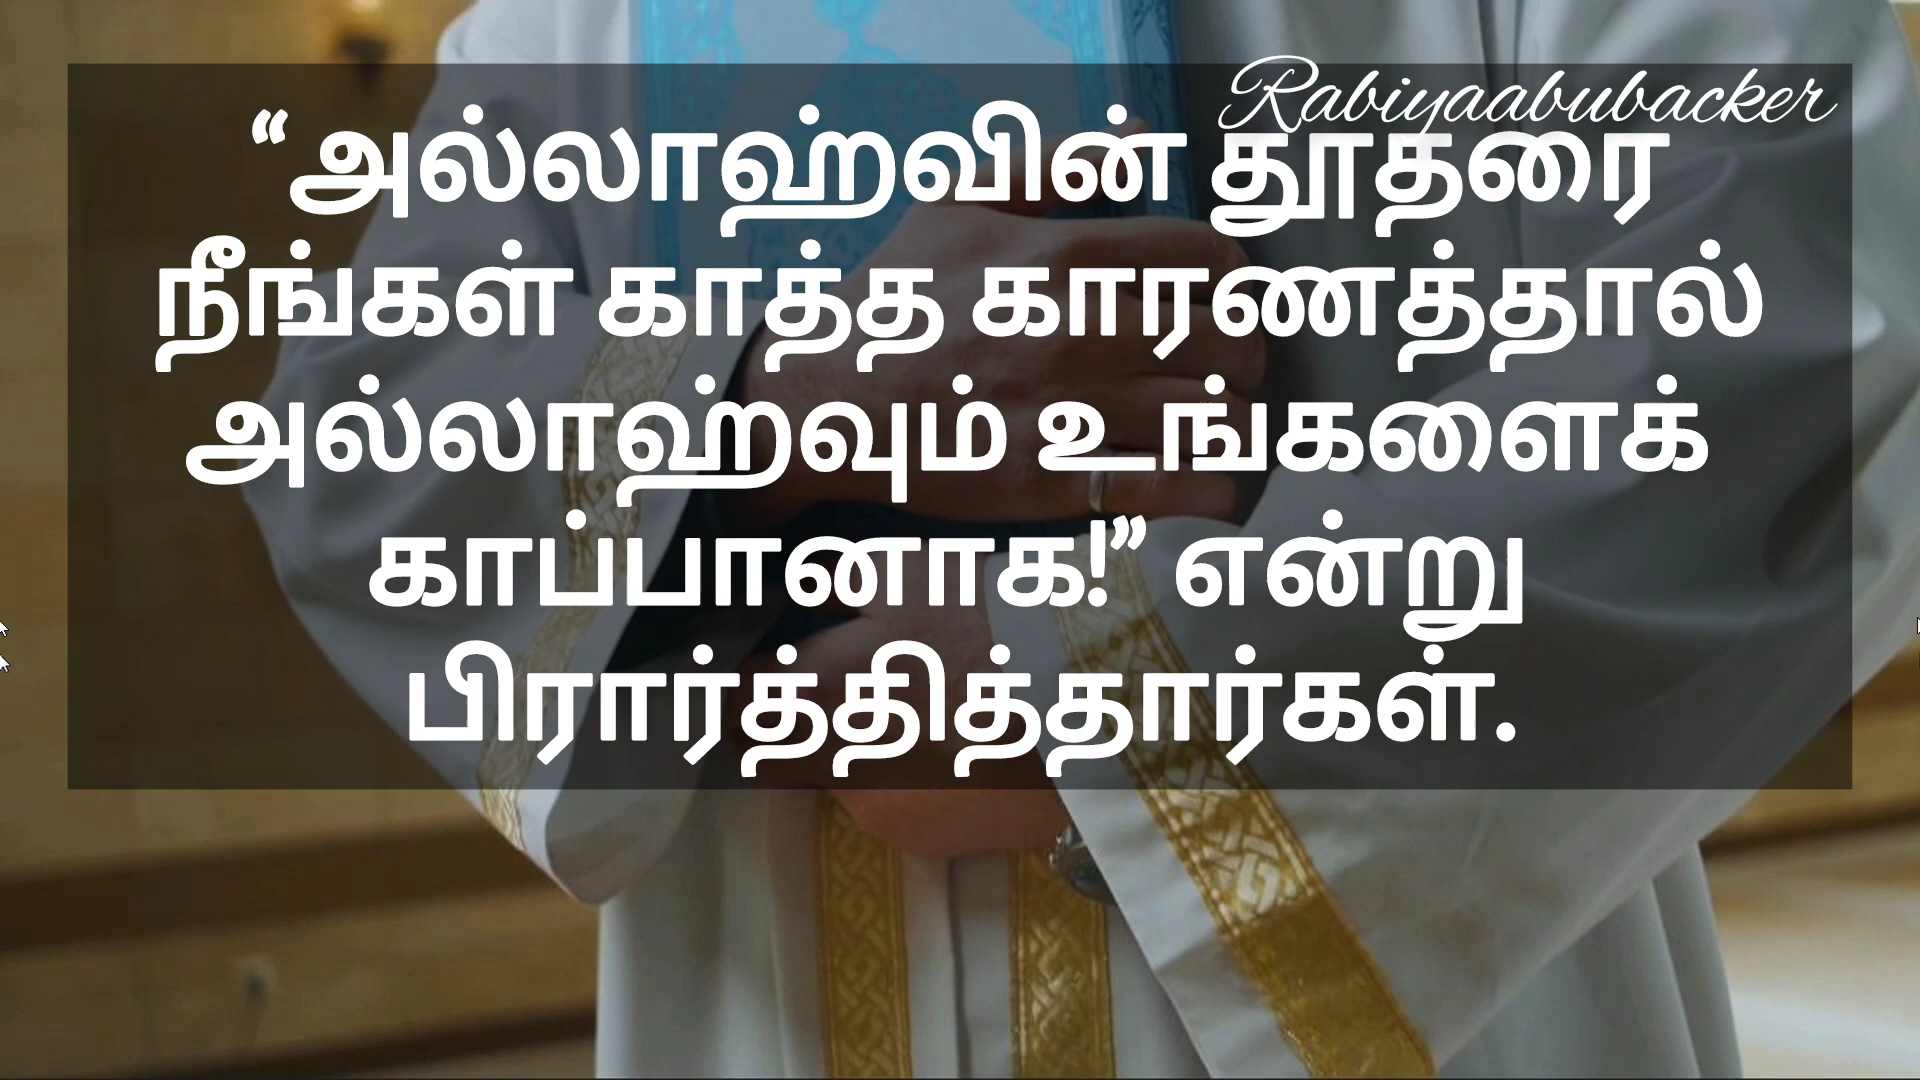 Rabiyaabubacker
“அல்லாஹ்வின் தூதரை
நீங்கள் காத்த காரணத்தால்
அல்லாஹ்வும் உங்களைக்
காப்பானாக!” என்று
பிரார்த்தித்தார்கள்.